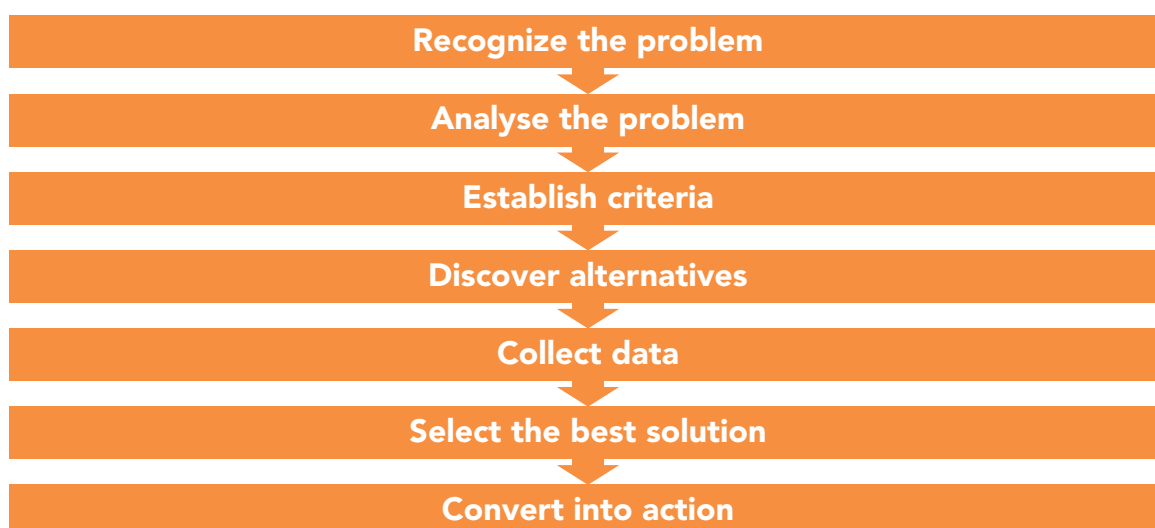 Recognize the problem
Analyse the problem
Establish criteria
Discover alternatives
Collect data
Select the best solution
Convert into action